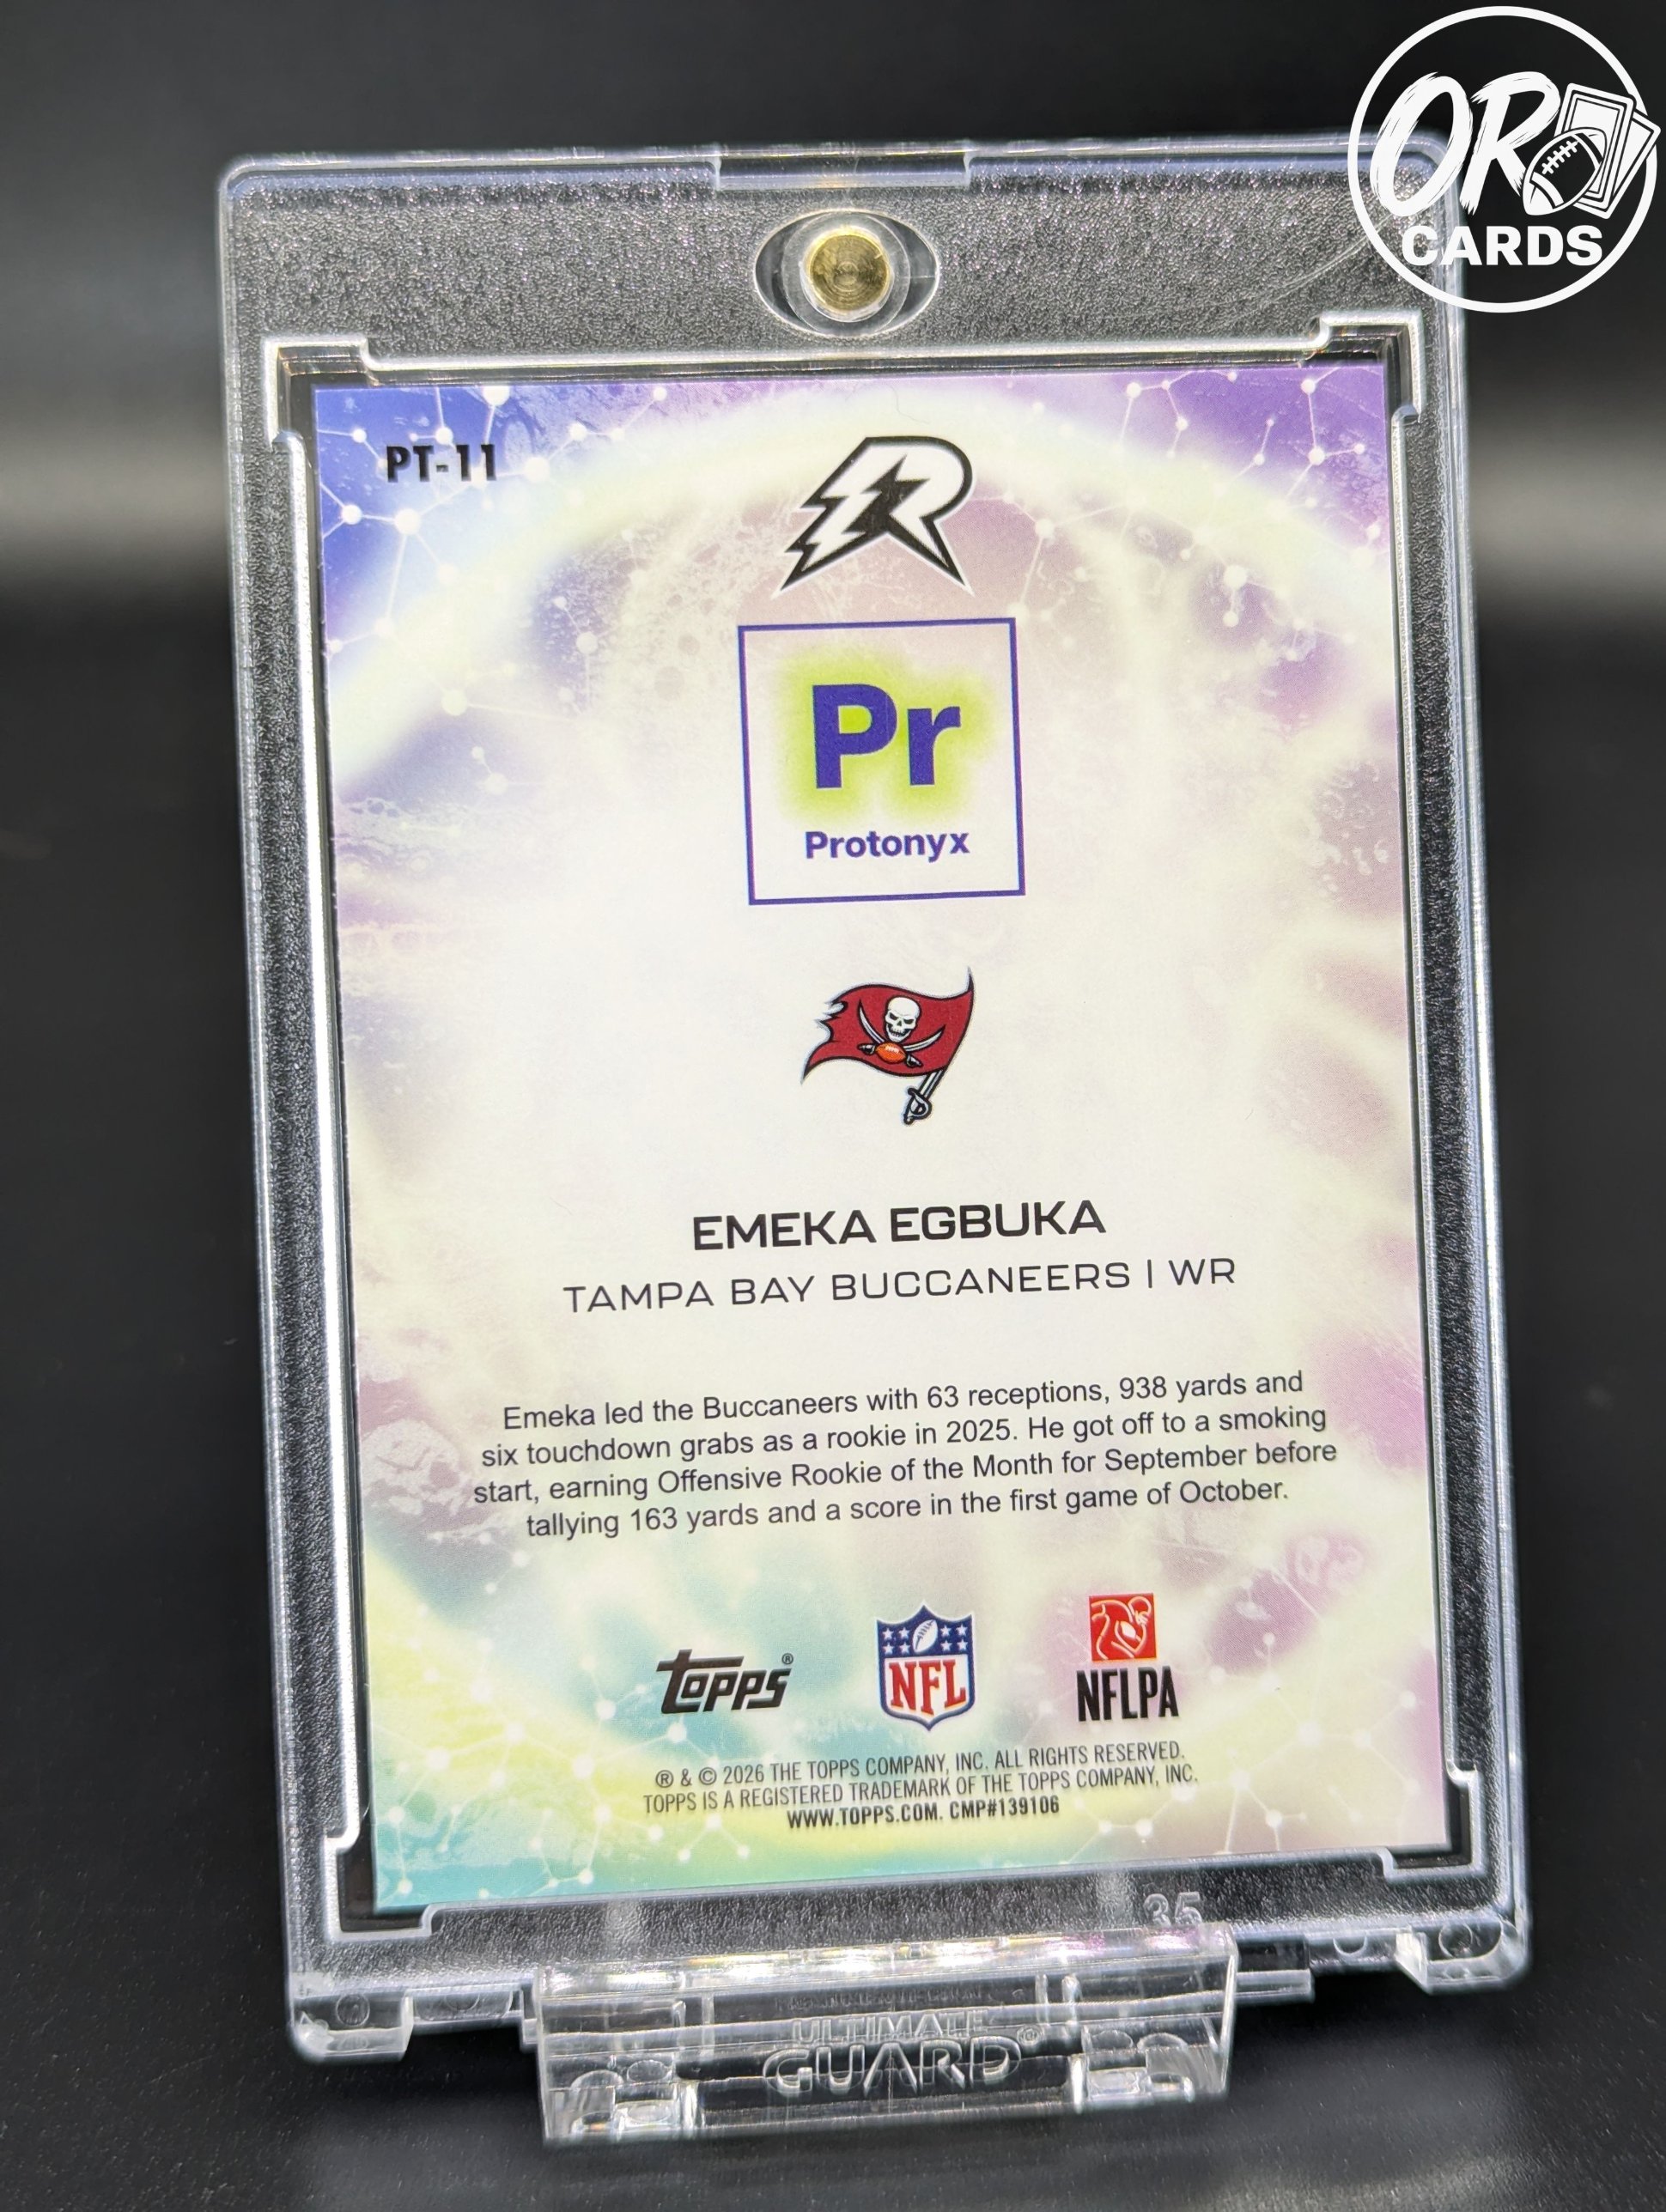 OR
CARDS
PT-11
R
Pr
Protonyx
EMEKA EGBUKA
TAMPA BAY BUCCANEERS | WR
Emeka led the Buccaneers with 63 receptions, 938 yards and
six touchdown grabs as a rookie in 2025. He got off to a smoking
start, earning Offensive Rookie of the Month for September before
tallying 163 yards and a score in the first game of October.
topps®
NFL
NFLPA
® & © 2026 THE TOPPS COMPANY, INC. ALL RIGHTS RESERVED.
TOPPS IS A REGISTERED TRADEMARK OF THE TOPPS COMPANY, INC.
WWW.TOPPS.COM. CMP#139106
35
ULTIMATE
GUARD®